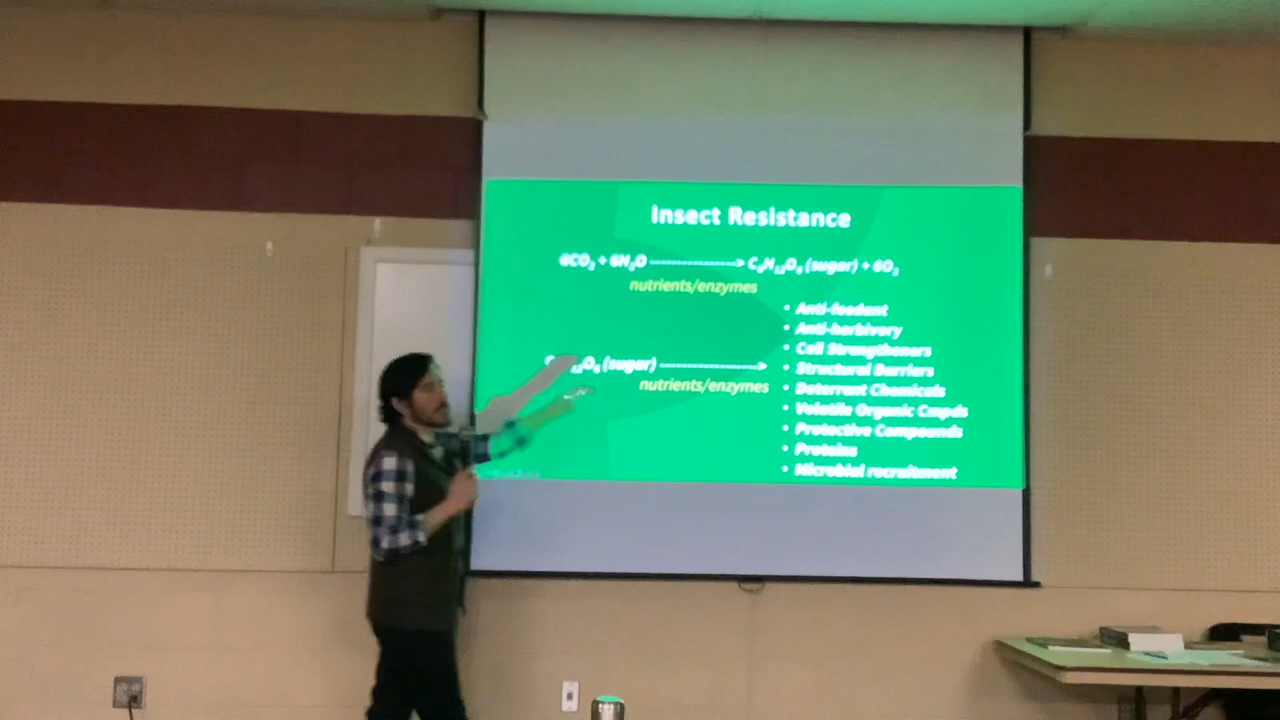 Insect Resistance
6CO₂ + 6H₂O ----------------> C₆H₁₂O₆ (sugar) + 6O₂
nutrients/enzymes
• Anti-feedant
• Anti-herbivory
• Cell Strengtheners
₁₂O₆ (sugar) ------------------->
• Structural Barriers
nutrients/enzymes
• Deterrent Chemicals
• Volatile Organic Cmpds
• Protective Compounds
• Proteins
• Microbial recruitment